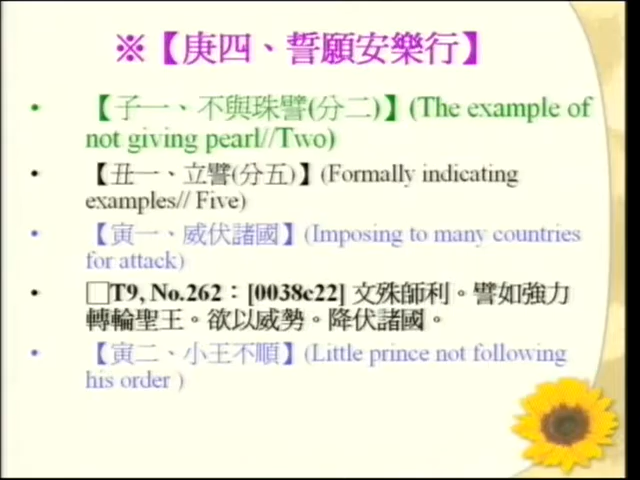 ※【庚四、誓願安樂行】
• 【子一、不與珠譬(分二)】(The example of
not giving pearl//Two)
• 【丑一、立譬(分五)】(Formally indicating
examples// Five)
• 【寅一、威伏諸國】(Imposing to many countries
for attack)
• □T9, No.262：[0038c22] 文殊師利。譬如強力
轉輪聖王。欲以威勢。降伏諸國。
• 【寅二、小王不順】(Little prince not following
his order )